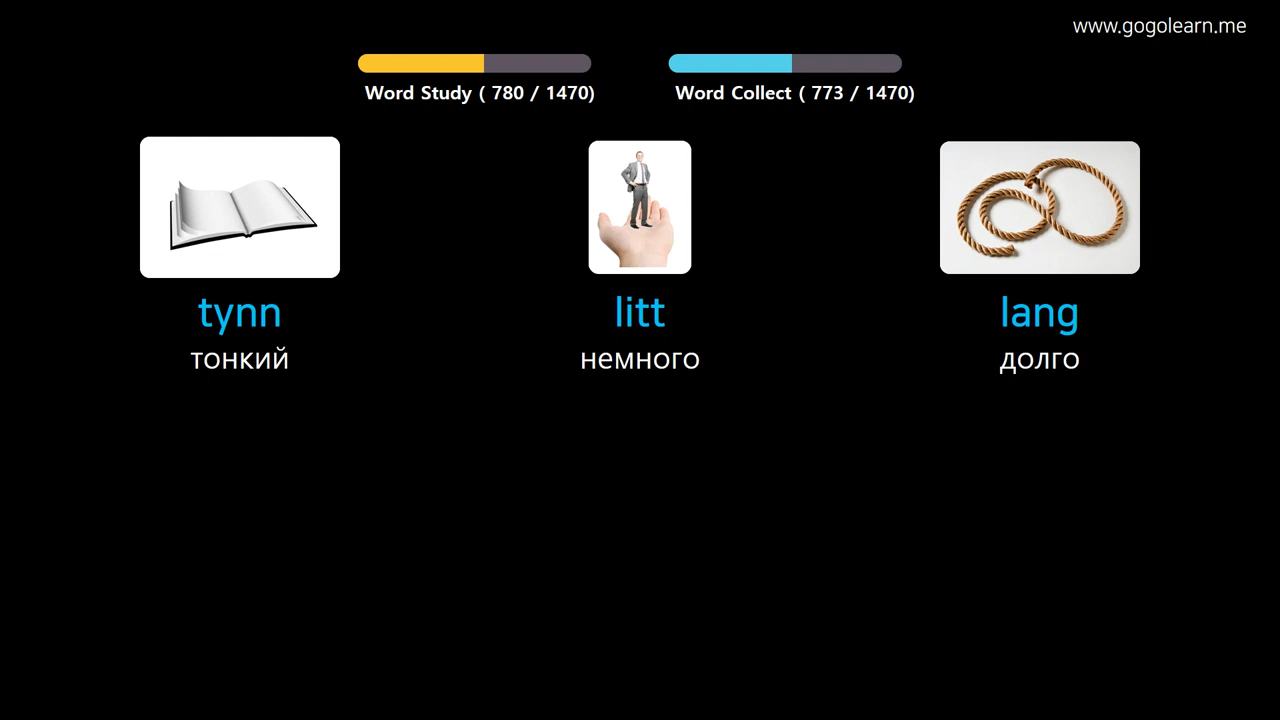 www.gogolearn.me
Word Study ( 780 / 1470)
Word Collect ( 773 / 1470)
tynn
litt
lang
тонкий
немного
долго